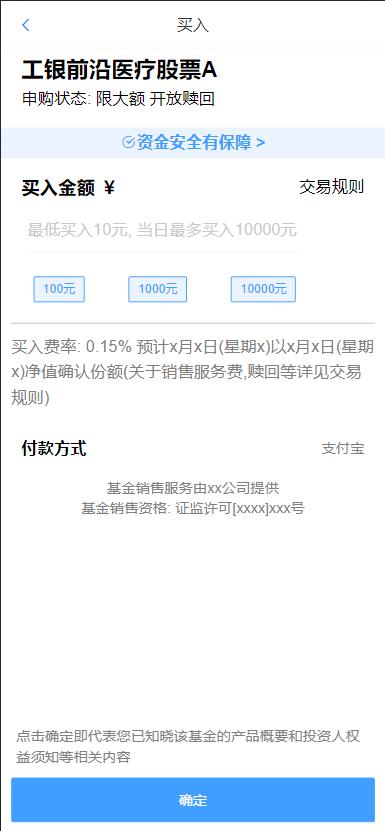 买入
工银前沿医疗股票A
申购状态: 限大额 开放赎回
资金安全有保障 >
买入金额 ￥
交易规则
最低买入10元, 当日最多买入10000元
100元
1000元
10000元
买入费率: 0.15% 预计x月x日(星期x)以x月x日(星期
x)净值确认份额(关于销售服务费,赎回等详见交易
规则)
付款方式
支付宝
基金销售服务由xx公司提供
基金销售资格: 证监许可[xxxx]xxx号
点击确定即代表您已知晓该基金的产品概要和投资人权
益须知等相关内容
确定